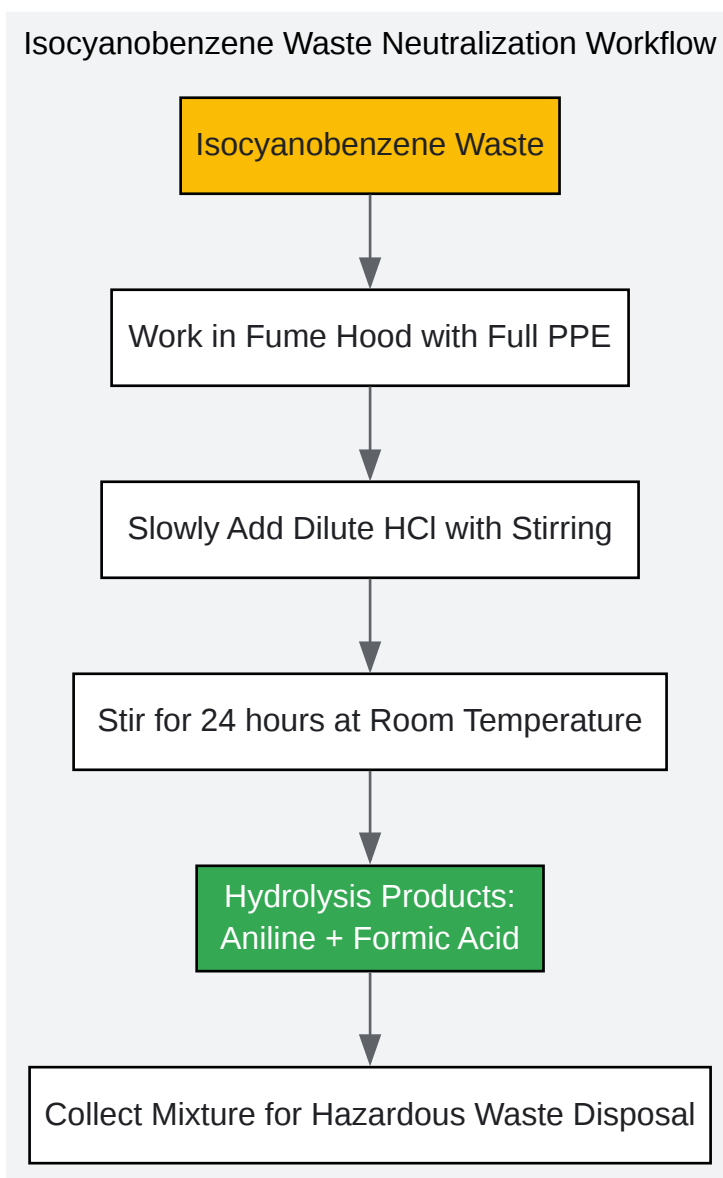 Isocyanobenzene Waste Neutralization Workflow
Isocyanobenzene Waste
Work in Fume Hood with Full PPE
Slowly Add Dilute HCl with Stirring
Stir for 24 hours at Room Temperature
Hydrolysis Products:
Aniline + Formic Acid
Collect Mixture for Hazardous Waste Disposal